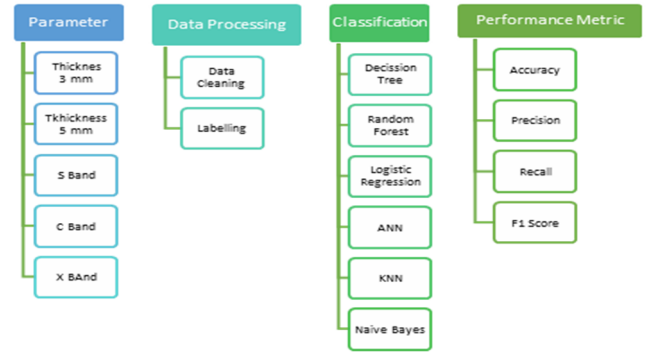 Parameter
Thicknes
3 mm
Tkhickness
5 mm
S Band
C Band
X BAnd
Data Processing
Data
Cleaning
Labelling
Classification
Decission
Tree
Random
Forest
Logistic
Regression
ANN
KNN
Naive Bayes
Performance Metric
Accuracy
Precision
Recall
F1 Score